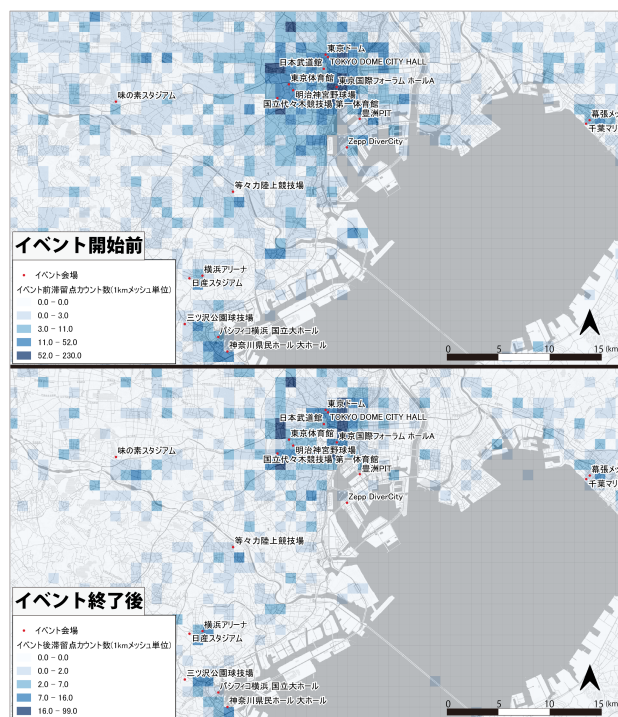 東京ドーム
日本武道館 TOKYO DOME CITY HALL
東京体育館 東京国際フォーラム ホールA
味の素スタジアム 明治神宮野球場
国立代々木競技場 第一体育館
豊洲PIT
幕張メッ
千葉マリ
Zepp DiverCity
等々力陸上競技場
イベント開始前
イベント会場
イベント前滞留点カウント数(1kmメッシュ単位)
0.0 - 0.0
0.0 - 3.0
3.0 - 11.0
11.0 - 52.0
52.0 - 230.0
横浜アリーナ
日産スタジアム
三ツ沢公園球技場
パシフィコ横浜 国立大ホール
神奈川県民ホール 大ホール
0 5 10 15 (km
東京ドーム
日本武道館 TOKYO DOME CITY HALL
東京体育館 東京国際フォーラム ホールA
味の素スタジアム 明治神宮野球場
国立代々木競技場 第一体育館
豊洲PIT
幕張メッ
千葉マリ
Zepp DiverCity
等々力陸上競技場
イベント終了後
イベント会場
イベント後滞留点カウント数(1kmメッシュ単位)
0.0 - 0.0
0.0 - 2.0
2.0 - 7.0
7.0 - 16.0
16.0 - 99.0
横浜アリーナ
日産スタジアム
三ツ沢公園球技場
パシフィコ横浜 国立大ホール
神奈川県民ホール 大ホール
0 5 10 15 (km